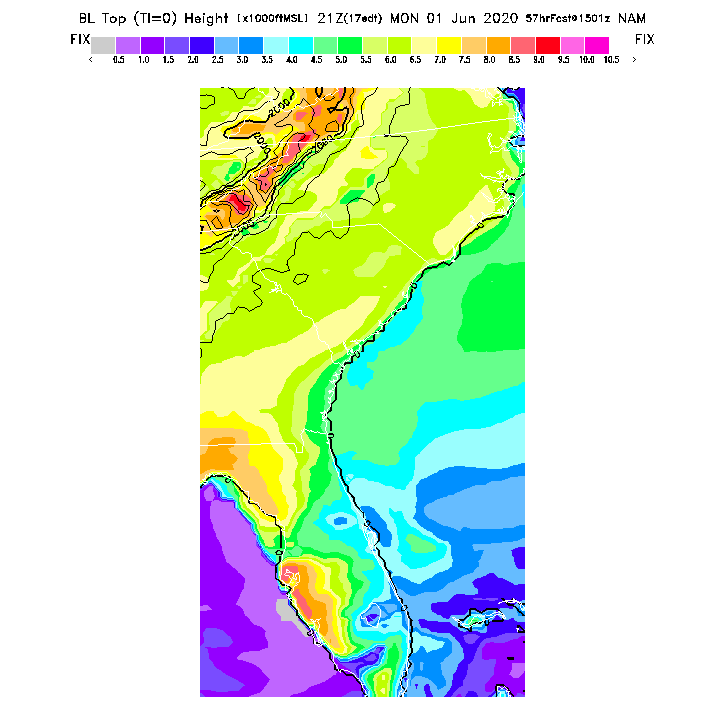 BL Top (TI=0) Height [x1000ftMSL] 21Z(17edt) MON 01 Jun 2020 57hrFcst@1501z NAM
FIX FIX
< 0.5 1.0 1.5 2.0 2.5 3.0 3.5 4.0 4.5 5.0 5.5 6.0 6.5 7.0 7.5 8.0 8.5 9.0 9.5 10.0 10.5 >
2000
2000
2000